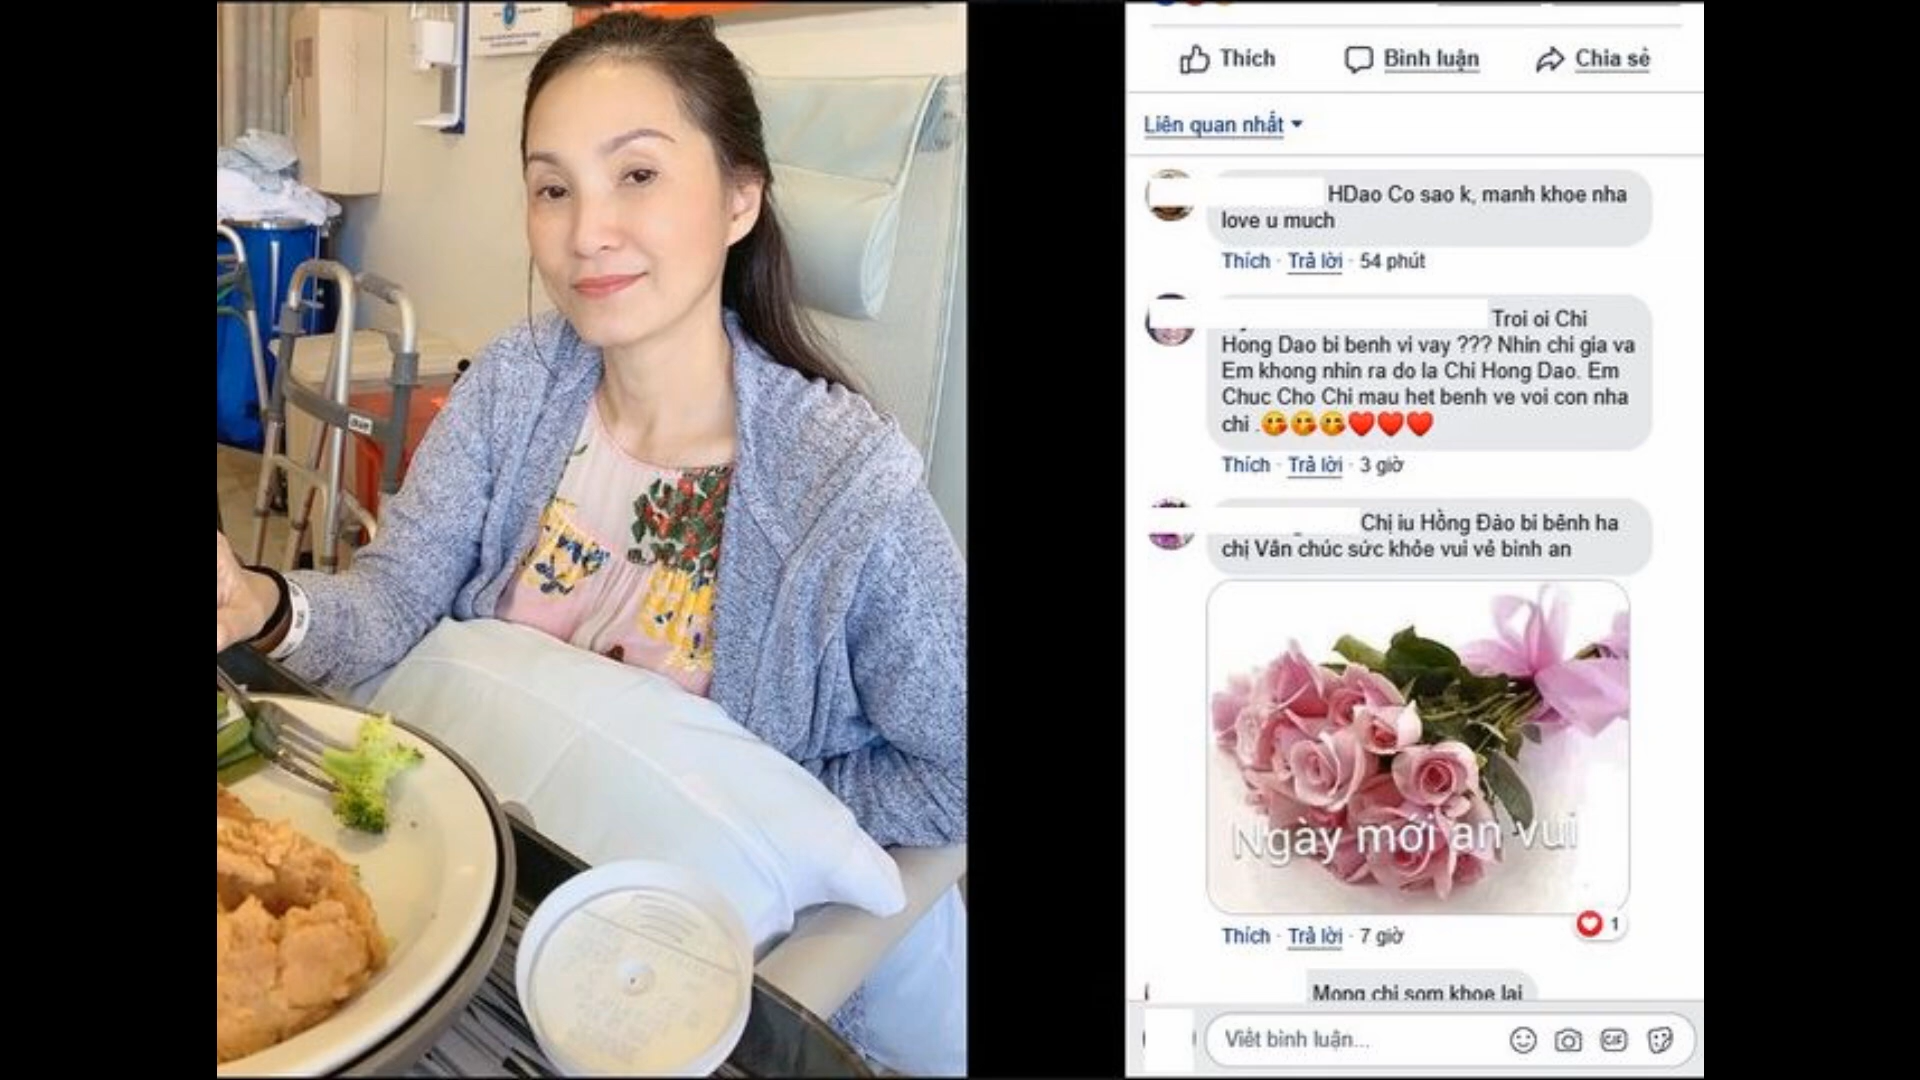 Thích
Bình luận
Chia sẻ
Liên quan nhất
HDao Co sao k, manh khoe nha
love u much
Thích · Trả lời · 54 phút
Troi oi Chi
Hong Dao bi benh vi vay ??? Nhin chi gia va
Em khong nhin ra do la Chi Hong Dao. Em
Chuc Cho Chi mau het benh ve voi con nha
chi .😘😘😘❤️❤️❤️
Thích · Trả lời · 3 giờ
Chị iu Hồng Đảo bi bênh ha
chị Vân chúc sức khỏe vui vẻ binh an
Ngày mới an vui
1
Thích · Trả lời · 7 giờ
Mong chi som khoe lai
Viết bình luận...
GIF